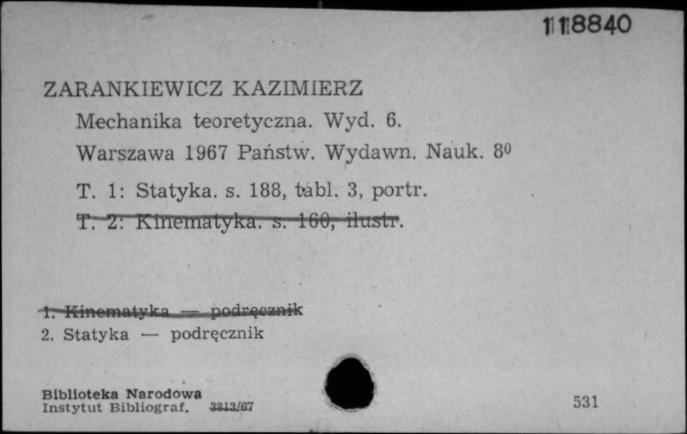 118840
ZARANKIEWICZ KAZIMIERZ
Mechanika teoretyczna. Wyd. 6.
Warszawa 1967 Państw. Wydawn. Nauk. 8⁰
T. 1: Statyka. s. 188, tabl. 3, portr.
T. 2: Kinematyka. s. 160, ilustr.
1. Kinematyka — podręcznik
2. Statyka — podręcznik
Biblioteka Narodowa
Instytut Bibliograf. 3313/67
531